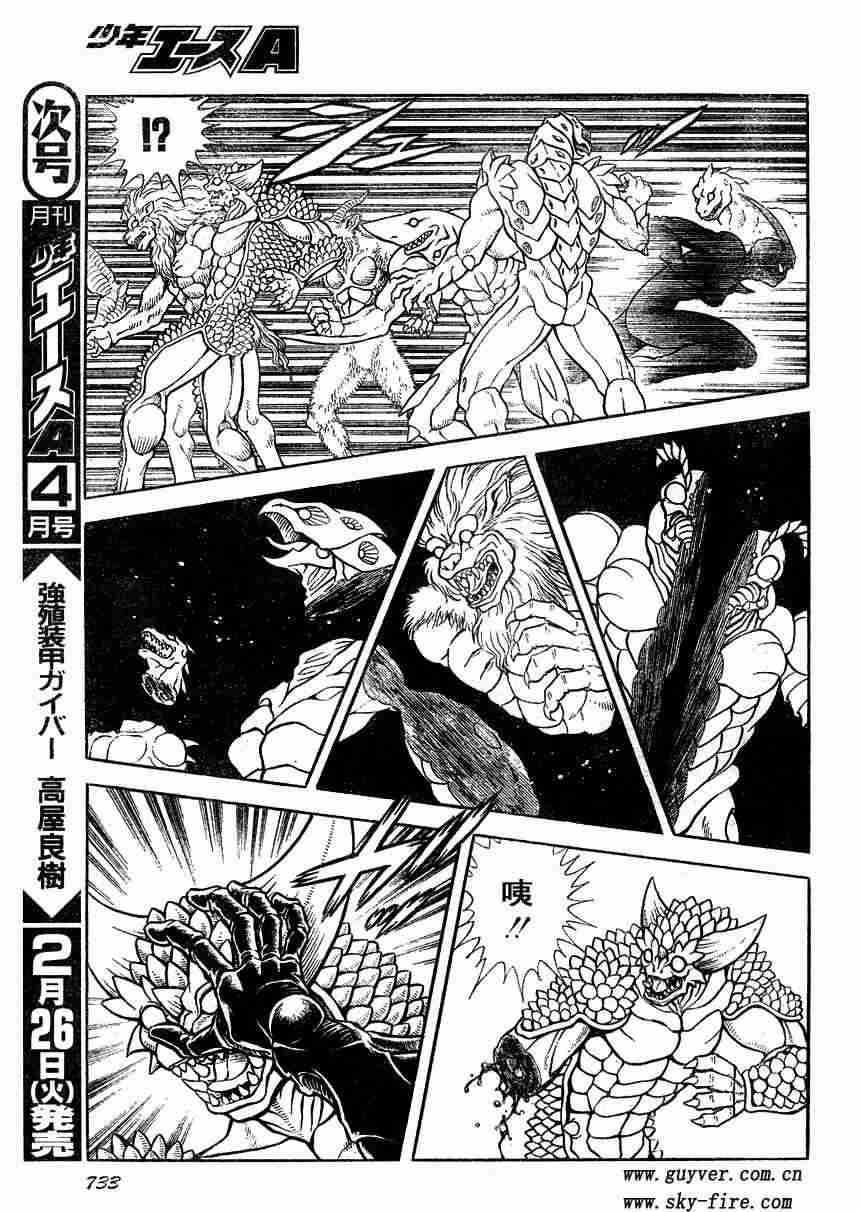 少年エースA
次号
月刊
少年エースA
4
月号
強殖装甲ガイバー 高屋良樹
2月26日(火)発売
!?
咦!!
733
www.guyver.com.cn
www.sky-fire.com